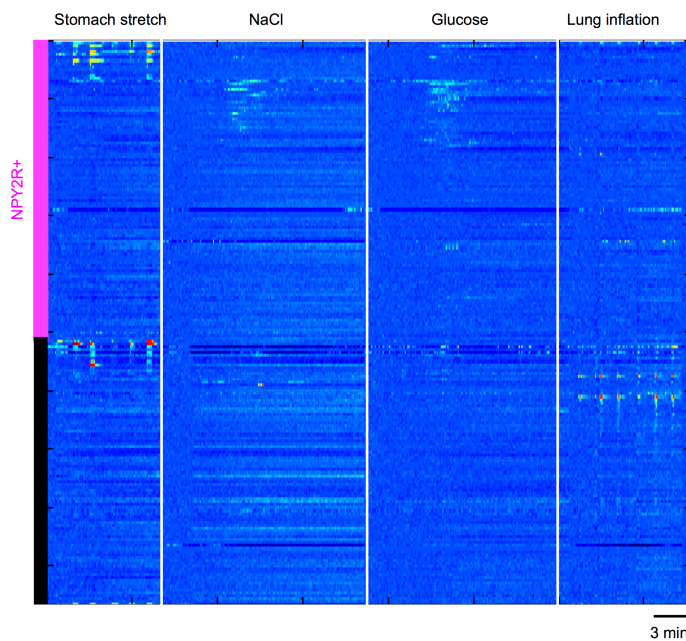 Stomach stretch
NaCl
Glucose
Lung inflation
NPY2R+
3 min